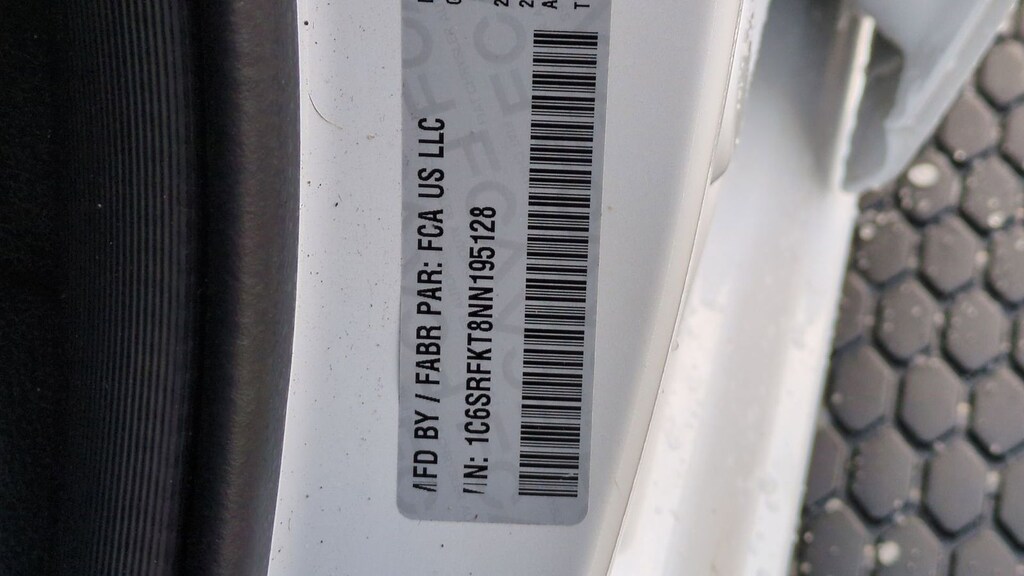 MFD BY / FABR PAR: FCA US LLC
VIN: 1C6SRFKT8NN195128